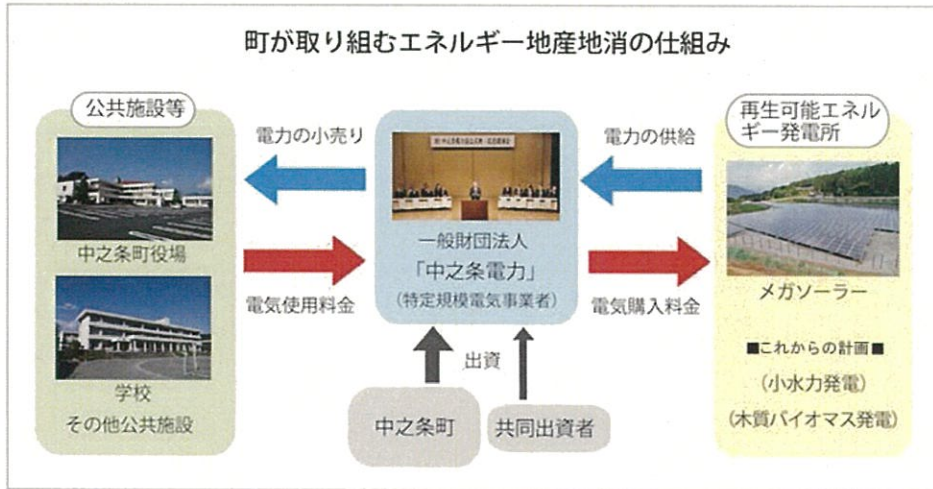 町が取り組むエネルギー地産地消の仕組み
公共施設等
中之条町役場
学校
その他公共施設
電力の小売り
電気使用料金
一般財団法人
「中之条電力」
(特定規模電気事業者)
出資
中之条町
共同出資者
電力の供給
電気購入料金
再生可能エネル
ギー発電所
メガソーラー
■これからの計画■
(小水力発電)
(木質バイオマス発電)